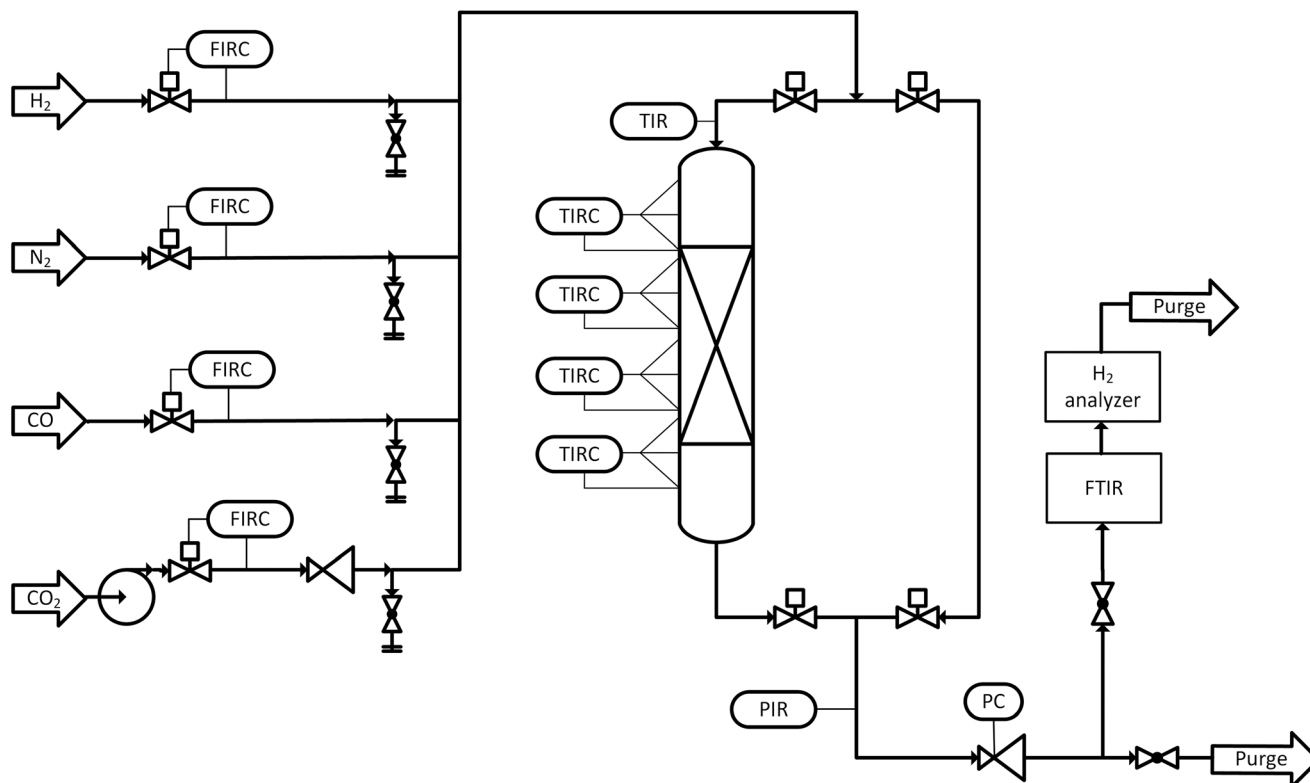 FIRC
H₂
TIR
FIRC
TIRC
N₂
TIRC
Purge
FIRC
TIRC
H₂
analyzer
CO
TIRC
FTIR
FIRC
CO₂
PIR
PC
Purge